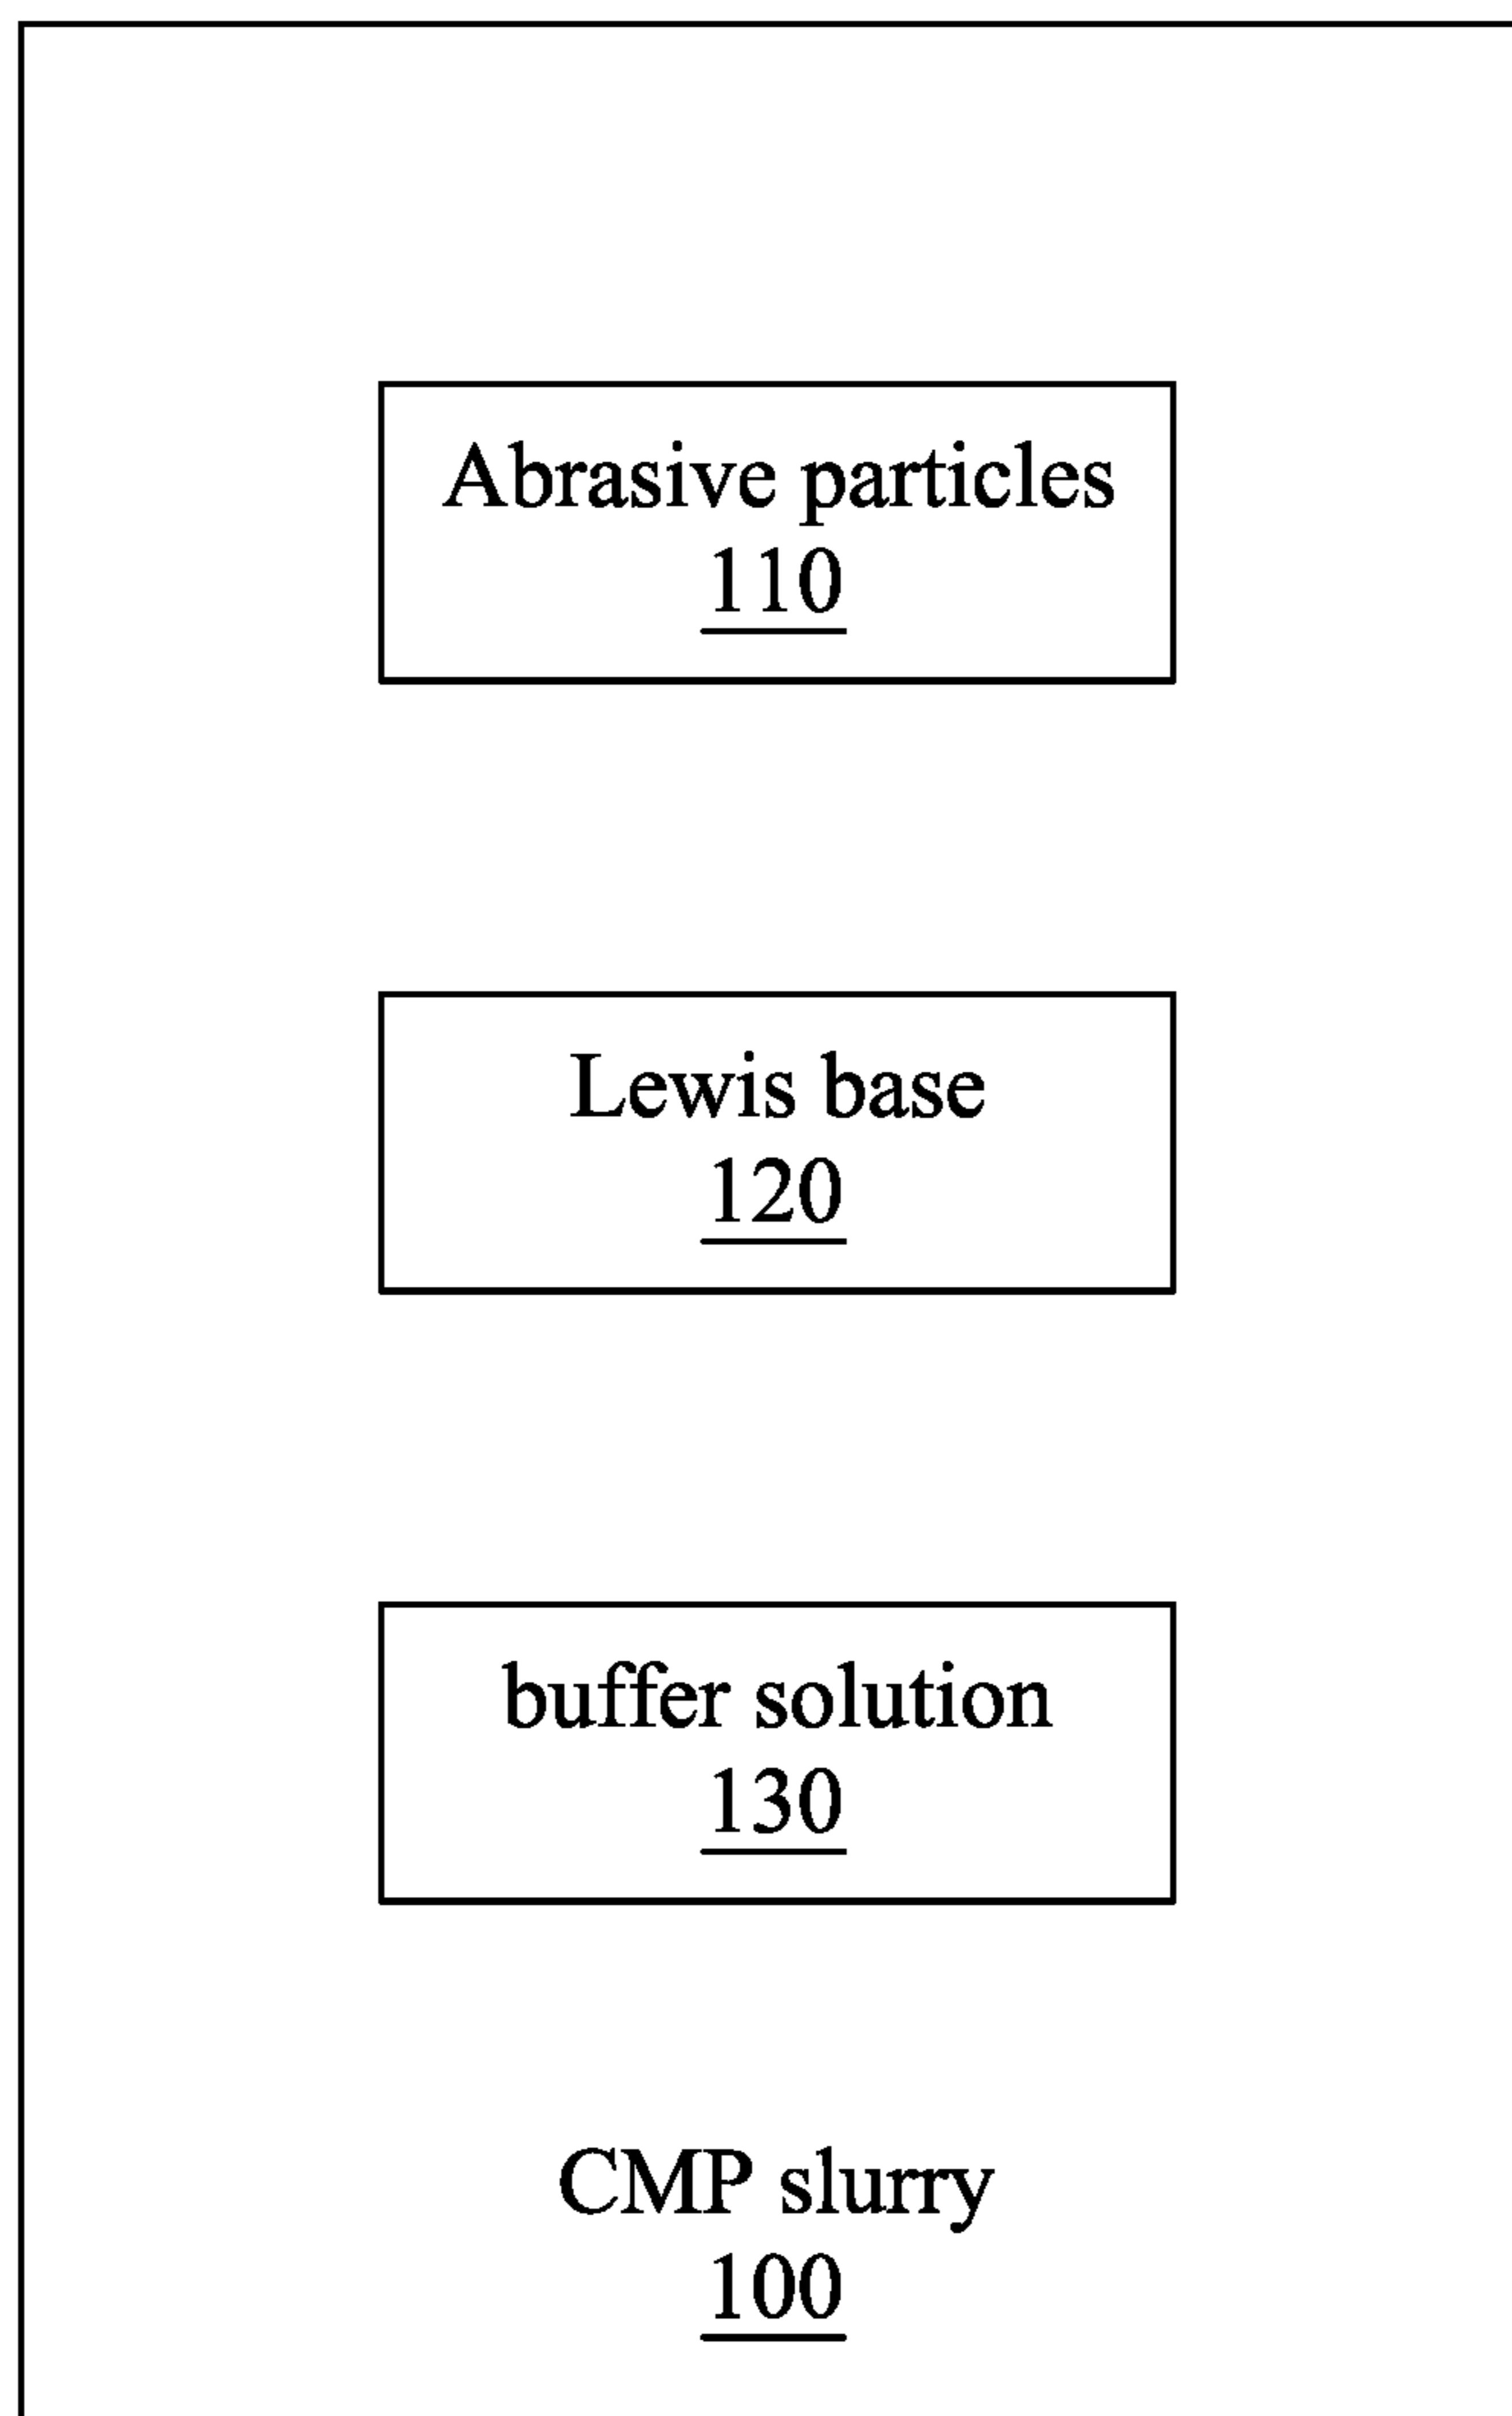 Abrasive particles
110
Lewis base
120
buffer solution
130
CMP slurry
100